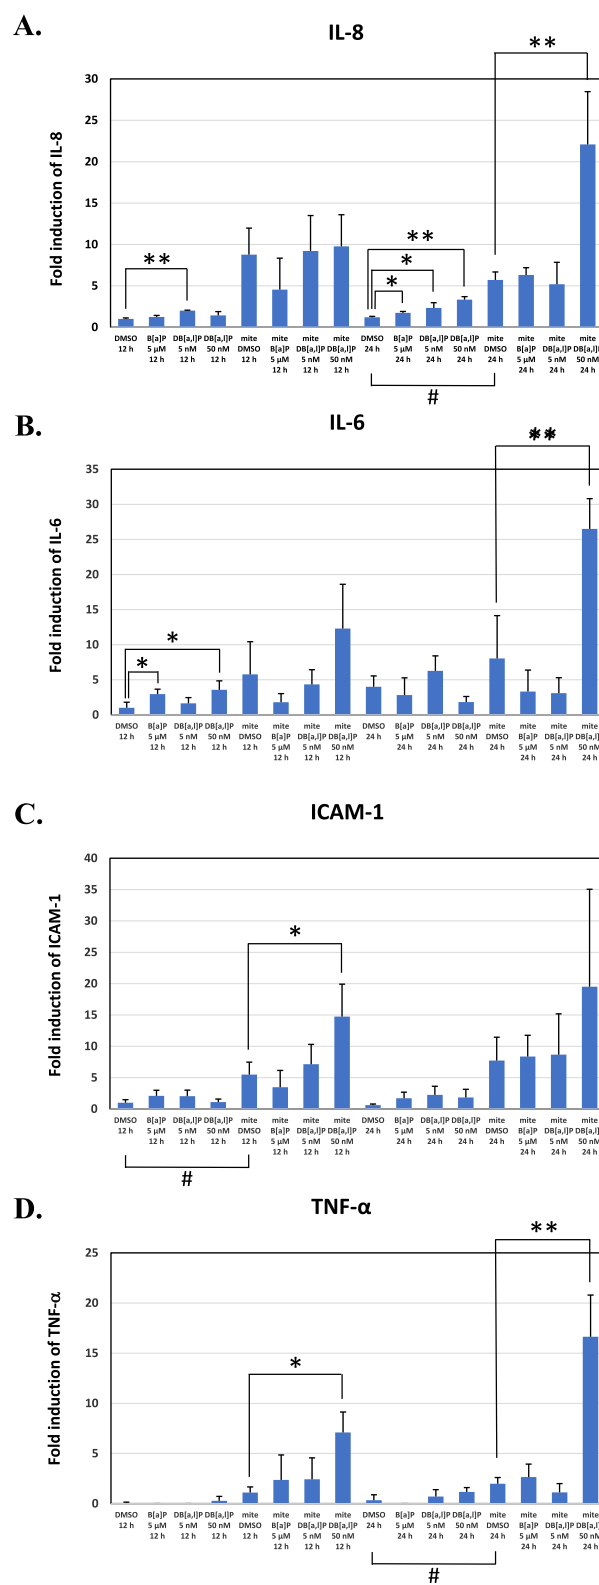 A.
IL-8
**
Fold induction of IL-8
30
25
20
15
10
5
0
**
**
*
*
DMSO 12 h
B[a]P 5 µM 12 h
DB[a,l] 5 nM 12 h
DB[a,l]P 50 nM 12 h
mite DMSO 12 h
mite B[a]P 5 µM 12 h
mite DB[a,l]P 5 nM 12 h
mite DB[a,l]P 50 nM 12 h
DMSO 24 h
B[a]P 5 µM 24 h
DB[a,l]P 5 nM 24 h
DB[a,l]P 50 nM 24 h
mite DMSO 24 h
mite B[a]P 5 µM 24 h
mite DB[a,l]P 5 nM 24 h
mite DB[a,l]P 50 nM 24 h
#
B.
IL-6
**
Fold induction of IL-6
35
30
25
20
15
10
5
0
*
*
DMSO 12 h
B[a]P 5 µM 12 h
DB[a,l]P 5 nM 12 h
DB[a,l]P 50 nM 12 h
mite DMSO 12 h
mite B[a]P 5 µM 12 h
mite DB[a,l]P 5 nM 12 h
mite DB[a,l]P 50 nM 12 h
DMSO 24 h
B[a]P 5 µM 24 h
DB[a,l]P 5 nM 24 h
DB[a,l]P 50 nM 24 h
mite DMSO 24 h
mite B[a]P 5 µM 24 h
mite DB[a,l]P 5 nM 24 h
mite DB[a,l]P 50 nM 24 h
C.
ICAM-1
Fold induction of ICAM-1
40
35
30
25
20
15
10
5
0
*
DMSO 12 h
B[a]P 5 µM 12 h
DB[a,l]P 5 nM 12 h
DB[a,l]P 50 nM 12 h
mite DMSO 12 h
mite B[a]P 5 µM 12 h
mite DB[a,l]P 5 nM 12 h
mite DB[a,l]P 50 nM 12 h
DMSO 24 h
B[a]P 5 µM 24 h
DB[a,l]P 5 nM 24 h
DB[a,l]P 50 nM 24 h
mite DMSO 24 h
mite B[a]P 5 µM 24 h
mite DB[a,l]P 5 nM 24 h
mite DB[a,l]P 50 nM 24 h
#
D.
TNF-α
**
Fold induction of TNF-α
25
20
15
10
5
0
*
DMSO 12 h
B[a]P 5 µM 12 h
DB[a,l]P 5 nM 12 h
DB[a,l]P 50 nM 12 h
mite DMSO 12 h
mite B[a]P 5 µM 12 h
mite DB[a,l]P 5 nM 12 h
mite DB[a,l]P 50 nM 12 h
DMSO 24 h
B[a]P 5 µM 24 h
DB[a,l]P 5 nM 24 h
DB[a,l]P 50 nM 24 h
mite DMSO 24 h
mite B[a]P 5 µM 24 h
mite DB[a,l]P 5 nM 24 h
mite DB[a,l]P 50 nM 24 h
#